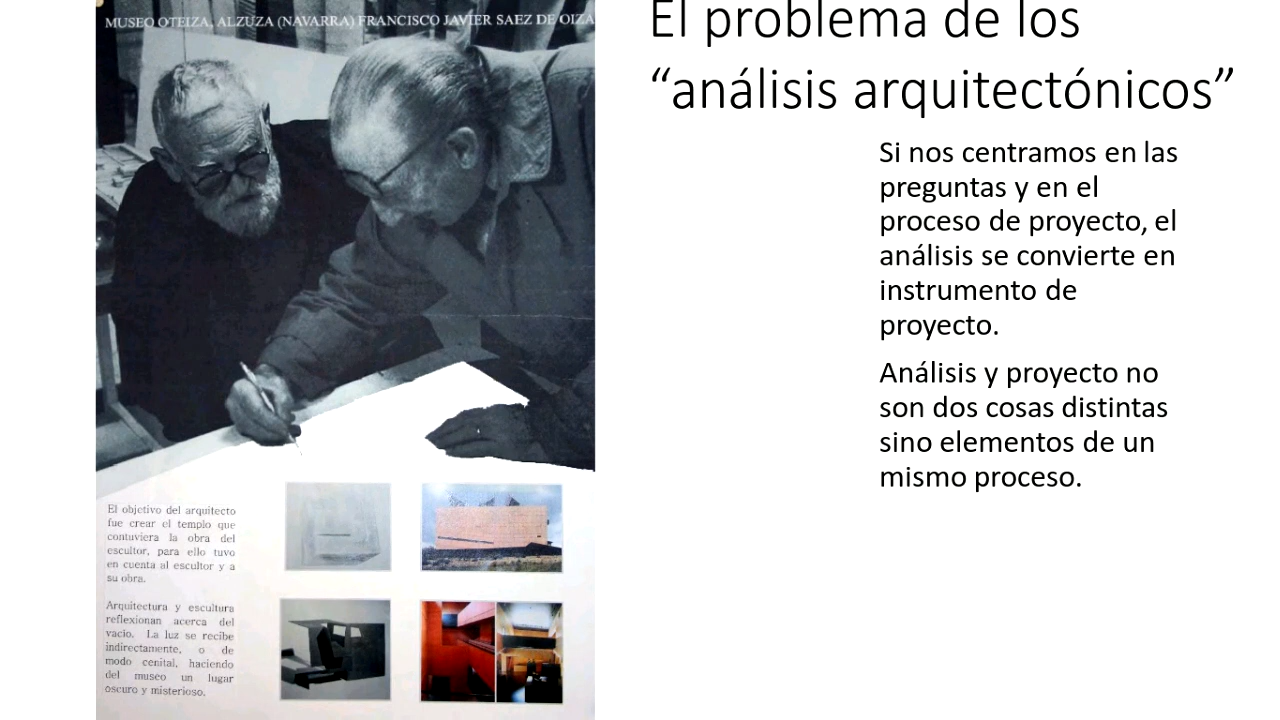 MUSEO OTEIZA, ALZUZA (NAVARRA) FRANCISCO JAVIER SAEZ DE OIZA
El problema de los
“análisis arquitectónicos”
Si nos centramos en las
preguntas y en el
proceso de proyecto, el
análisis se convierte en
instrumento de
proyecto.
Análisis y proyecto no
son dos cosas distintas
sino elementos de un
mismo proceso.
El objetivo del arquitecto
fue crear el templo que
contuviera la obra del
escultor, para ello tuvo
en cuenta al escultor y a
su obra.
Arquitectura y escultura
reflexionan acerca del
vacío. La luz se recibe
indirectamente, o de
modo cenital, haciendo
del museo un lugar
oscuro y misterioso.